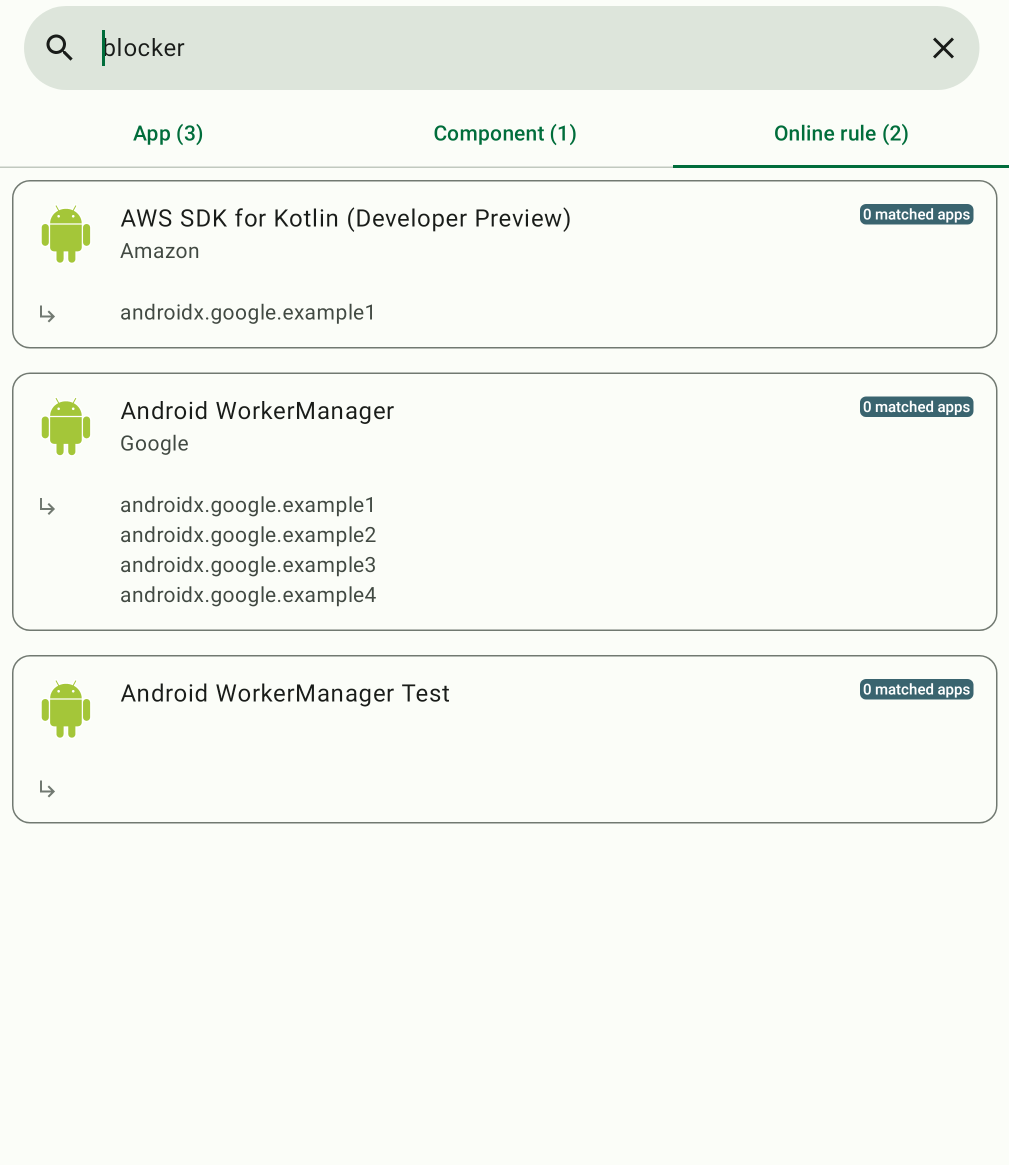 blocker
App (3)
Component (1)
Online rule (2)
AWS SDK for Kotlin (Developer Preview)
0 matched apps
Amazon
androidx.google.example1
Android WorkerManager
0 matched apps
Google
androidx.google.example1
androidx.google.example2
androidx.google.example3
androidx.google.example4
Android WorkerManager Test
0 matched apps